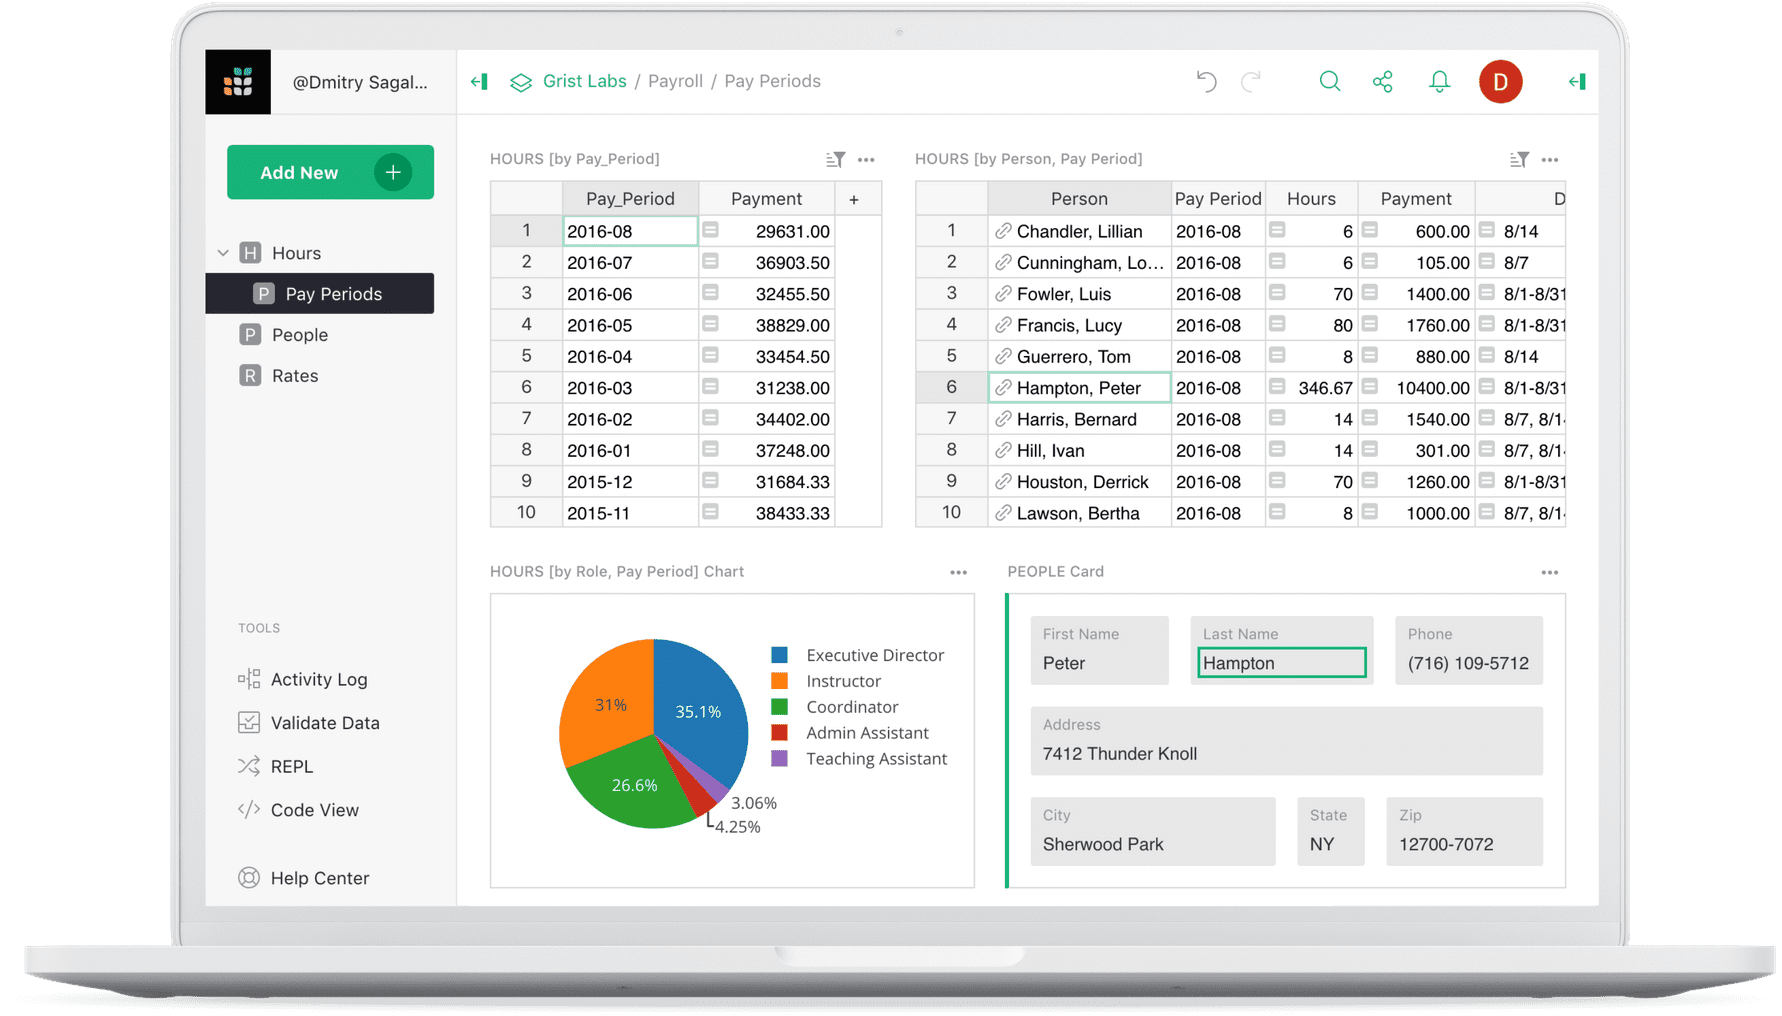 @Dmitry Sagal...
Grist Labs / Payroll / Pay Periods
D
Add New +
H Hours
P Pay Periods
P People
R Rates
TOOLS
Activity Log
Validate Data
REPL
</> Code View
Help Center
HOURS [by Pay_Period]
Pay_Period Payment +
1 2016-08 = 29631.00
2 2016-07 = 36903.50
3 2016-06 = 32455.50
4 2016-05 = 38829.00
5 2016-04 = 33454.50
6 2016-03 = 31238.00
7 2016-02 = 34402.00
8 2016-01 = 37248.00
9 2015-12 = 31684.33
10 2015-11 = 38433.33
HOURS [by Person, Pay Period]
Person Pay Period Hours Payment D
1 Chandler, Lillian 2016-08 = 6 = 600.00 = 8/14
2 Cunningham, Lo... 2016-08 = 6 = 105.00 = 8/7
3 Fowler, Luis 2016-08 = 70 = 1400.00 = 8/1-8/31
4 Francis, Lucy 2016-08 = 80 = 1760.00 = 8/1-8/31
5 Guerrero, Tom 2016-08 = 8 = 880.00 = 8/14
6 Hampton, Peter 2016-08 = 346.67 = 10400.00 = 8/1-8/31
7 Harris, Bernard 2016-08 = 14 = 1540.00 = 8/7, 8/1
8 Hill, Ivan 2016-08 = 14 = 301.00 = 8/7, 8/1
9 Houston, Derrick 2016-08 = 70 = 1260.00 = 8/1-8/31
10 Lawson, Bertha 2016-08 = 8 = 1000.00 = 8/7, 8/1
HOURS [by Role, Pay Period] Chart
31%
35.1%
26.6%
3.06%
4.25%
Executive Director
Instructor
Coordinator
Admin Assistant
Teaching Assistant
PEOPLE Card
First Name Last Name Phone
Peter Hampton (716) 109-5712
Address
7412 Thunder Knoll
City State Zip
Sherwood Park NY 12700-7072